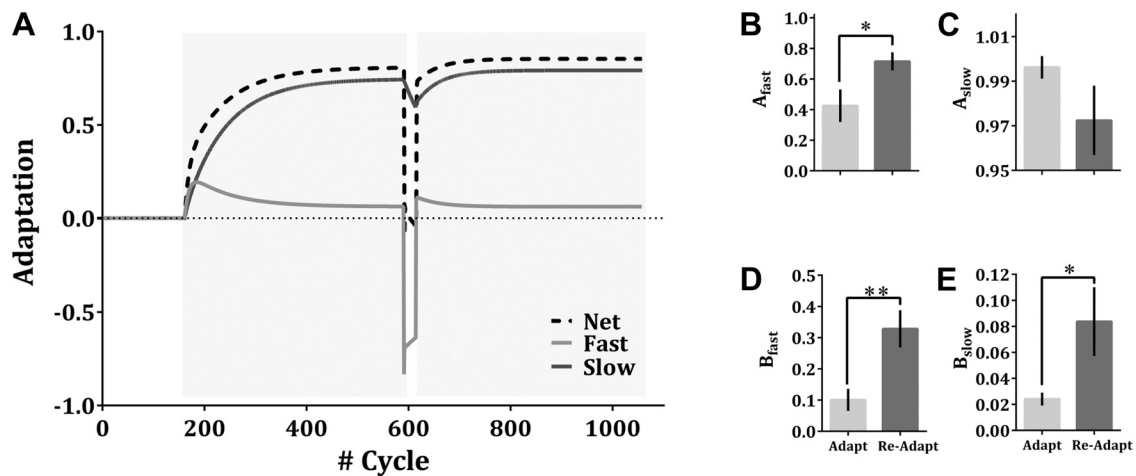 A
Adaptation
1.0
0.5
0.0
-0.5
-1.0
0
200
400
600
800
1000
# Cycle
Net
Fast
Slow
B
A_fast
1.0
0.8
0.6
0.4
0.2
0.0
*
C
A_slow
1.01
0.99
0.97
0.95
D
B_fast
0.5
0.4
0.3
0.2
0.1
0.0
**
Adapt Re-Adapt
E
B_slow
0.12
0.10
0.08
0.06
0.04
0.02
0.00
*
Adapt Re-Adapt